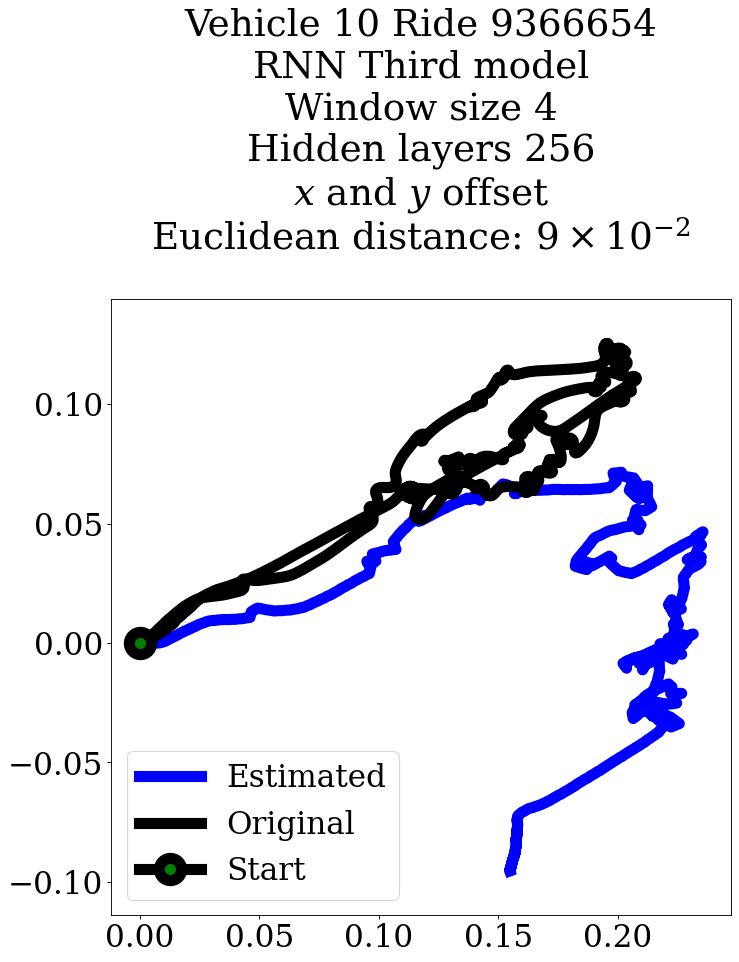 Vehicle 10 Ride 9366654
RNN Third model
Window size 4
Hidden layers 256
x and y offset
Euclidean distance: 9 × 10⁻²
0.10
0.05
0.00
−0.05
−0.10
Estimated
Original
Start
0.00 0.05 0.10 0.15 0.20